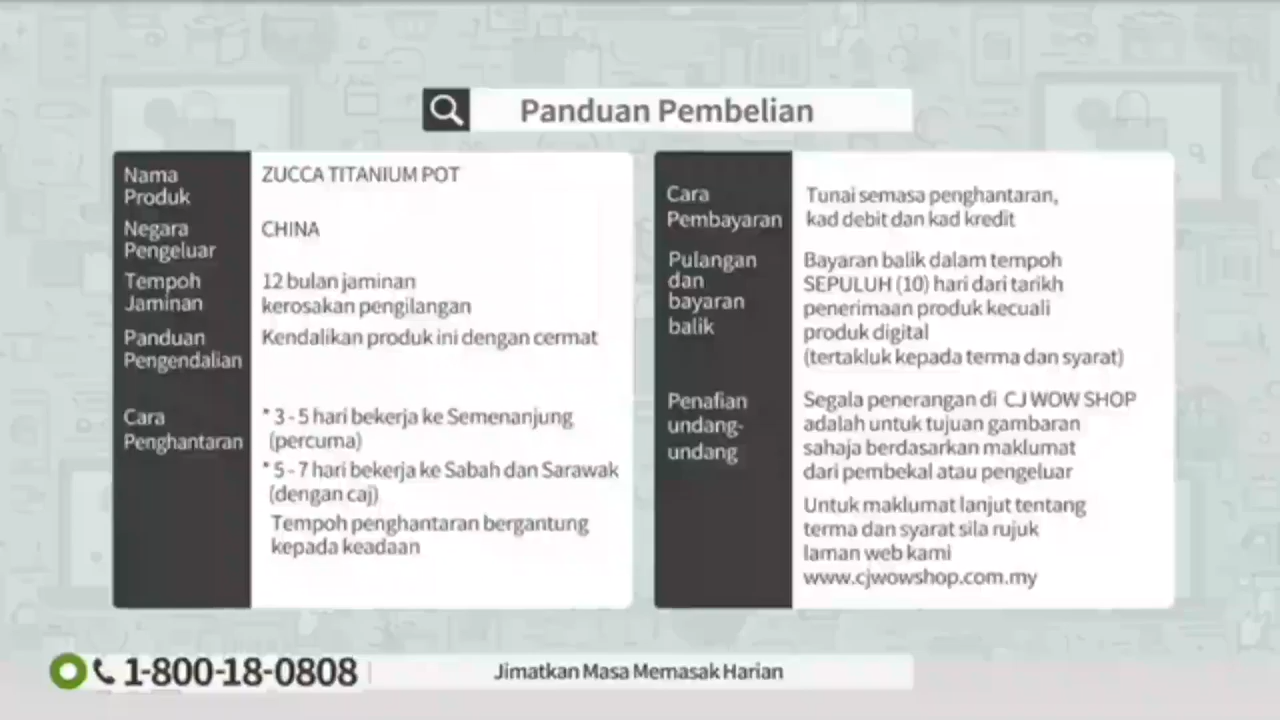 Panduan Pembelian
Nama
Produk
ZUCCA TITANIUM POT
Negara
Pengeluar
CHINA
Tempoh
Jaminan
12 bulan jaminan
kerosakan pengilangan
Panduan
Pengendalian
Kendalikan produk ini dengan cermat
Cara
Penghantaran
* 3 - 5 hari bekerja ke Semenanjung
(percuma)
* 5 - 7 hari bekerja ke Sabah dan Sarawak
(dengan caj)
Tempoh penghantaran bergantung
kepada keadaan
Cara
Pembayaran
Tunai semasa penghantaran,
kad debit dan kad kredit
Pulangan
dan
bayaran
balik
Bayaran balik dalam tempoh
SEPULUH (10) hari dari tarikh
penerimaan produk kecuali
produk digital
(tertakluk kepada terma dan syarat)
Penafian
undang-
undang
Segala penerangan di CJ WOW SHOP
adalah untuk tujuan gambaran
sahaja berdasarkan maklumat
dari pembekal atau pengeluar
Untuk maklumat lanjut tentang
terma dan syarat sila rujuk
laman web kami
www.cjwowshop.com.my
1-800-18-0808
Jimatkan Masa Memasak Harian